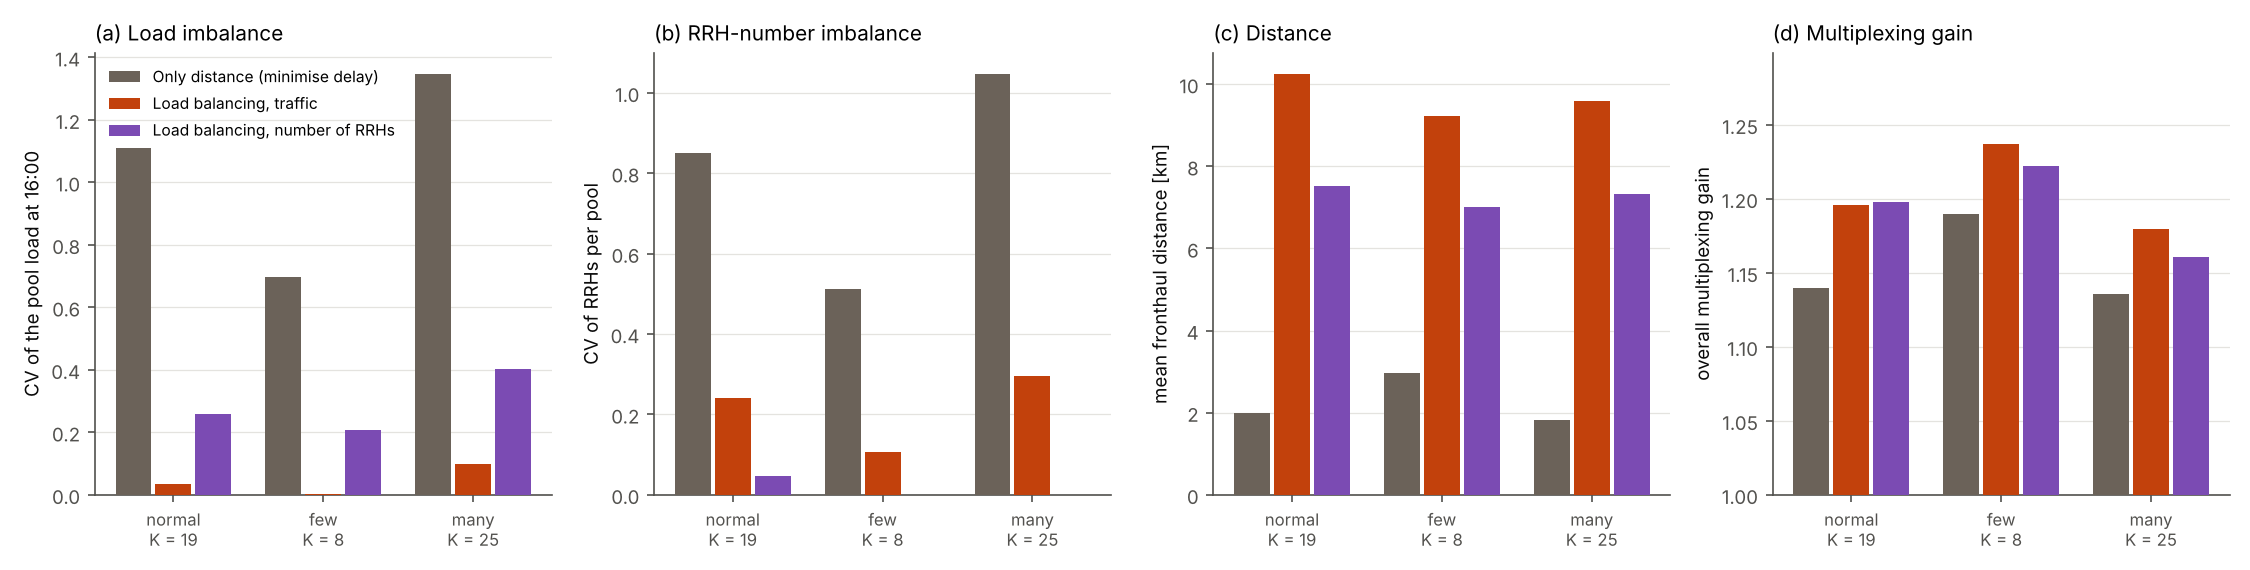 (a) Load imbalance
CV of the pool load at 16:00
1.4
1.2
1.0
0.8
0.6
0.4
0.2
0.0
Only distance (minimise delay)
Load balancing, traffic
Load balancing, number of RRHs
normal
K = 19
few
K = 8
many
K = 25
(b) RRH-number imbalance
CV of RRHs per pool
1.0
0.8
0.6
0.4
0.2
0.0
normal
K = 19
few
K = 8
many
K = 25
(c) Distance
mean fronthaul distance [km]
10
8
6
4
2
0
normal
K = 19
few
K = 8
many
K = 25
(d) Multiplexing gain
overall multiplexing gain
1.25
1.20
1.15
1.10
1.05
1.00
normal
K = 19
few
K = 8
many
K = 25